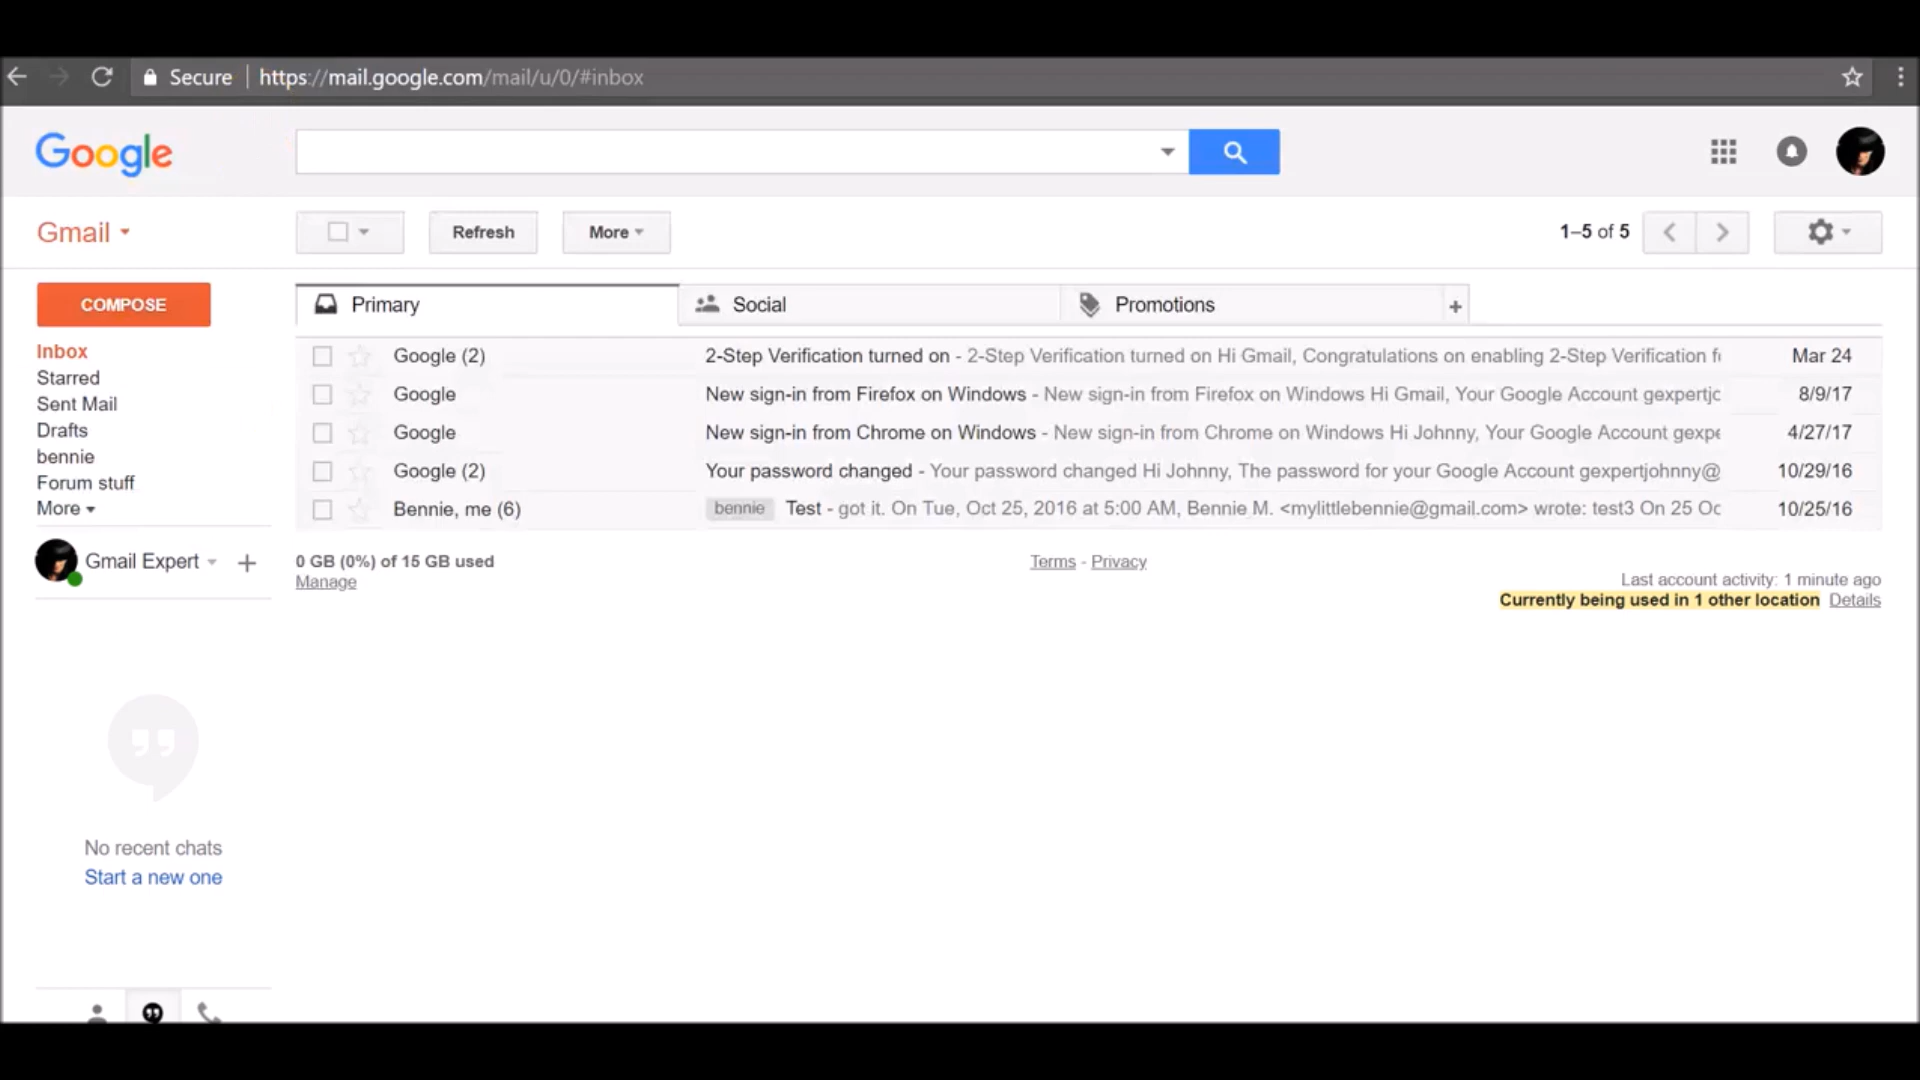 Secure https://mail.google.com/mail/u/0/#inbox
Google
Gmail
Refresh
More
1–5 of 5
COMPOSE
Primary
Social
Promotions
+
Inbox
Starred
Sent Mail
Drafts
bennie
Forum stuff
More
Google (2) 2-Step Verification turned on - 2-Step Verification turned on Hi Gmail, Congratulations on enabling 2-Step Verification f Mar 24
Google New sign-in from Firefox on Windows - New sign-in from Firefox on Windows Hi Gmail, Your Google Account gexpertjc 8/9/17
Google New sign-in from Chrome on Windows - New sign-in from Chrome on Windows Hi Johnny, Your Google Account gexpe 4/27/17
Google (2) Your password changed - Your password changed Hi Johnny, The password for your Google Account gexpertjohnny@ 10/29/16
Bennie, me (6) bennie Test - got it. On Tue, Oct 25, 2016 at 5:00 AM, Bennie M. <mylittlebennie@gmail.com> wrote: test3 On 25 Oc 10/25/16
Gmail Expert +
0 GB (0%) of 15 GB used
Manage
Terms - Privacy
Last account activity: 1 minute ago
Currently being used in 1 other location Details
No recent chats
Start a new one